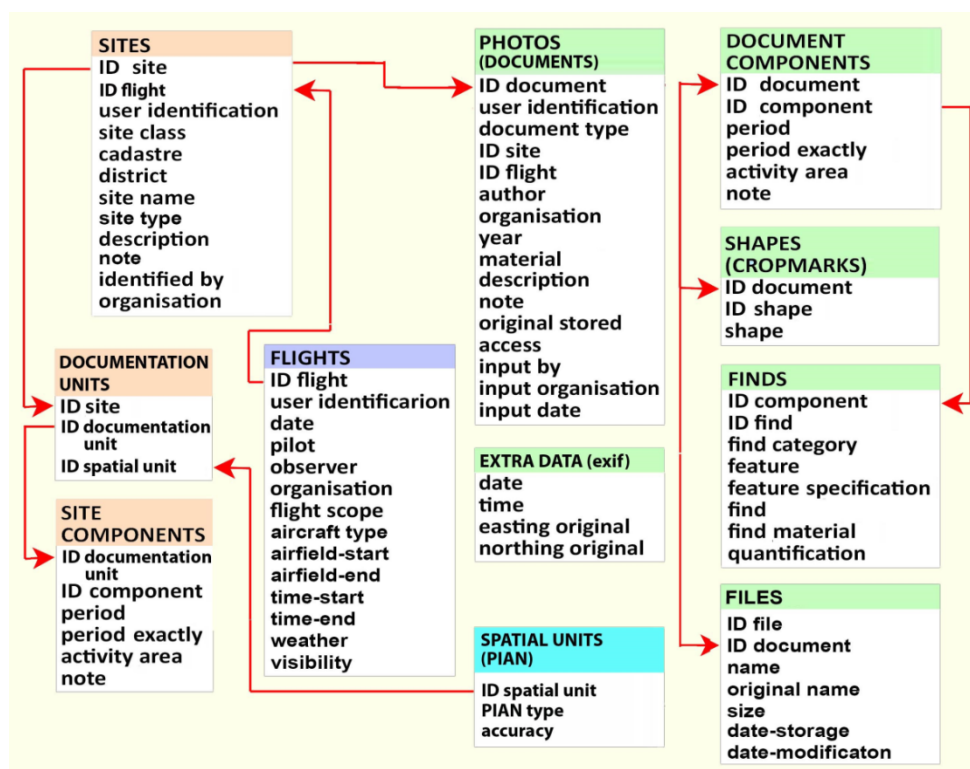 SITES
ID site
ID flight
user identification
site class
cadastre
district
site name
site type
description
note
identified by
organisation
DOCUMENTATION
UNITS
ID site
ID documentation
unit
ID spatial unit
SITE
COMPONENTS
ID documentation
unit
ID component
period
period exactly
activity area
note
FLIGHTS
ID flight
user identificarion
date
pilot
observer
organisation
flight scope
aircraft type
airfield-start
airfield-end
time-start
time-end
weather
visibility
PHOTOS
(DOCUMENTS)
ID document
user identification
document type
ID site
ID flight
author
organisation
year
material
description
note
original stored
access
input by
input organisation
input date
EXTRA DATA (exif)
date
time
easting original
northing original
SPATIAL UNITS
(PIAN)
ID spatial unit
PIAN type
accuracy
DOCUMENT
COMPONENTS
ID document
ID component
period
period exactly
activity area
note
SHAPES
(CROPMARKS)
ID document
ID shape
shape
FINDS
ID component
ID find
find category
feature
feature specification
find
find material
quantification
FILES
ID file
ID document
name
original name
size
date-storage
date-modificaton